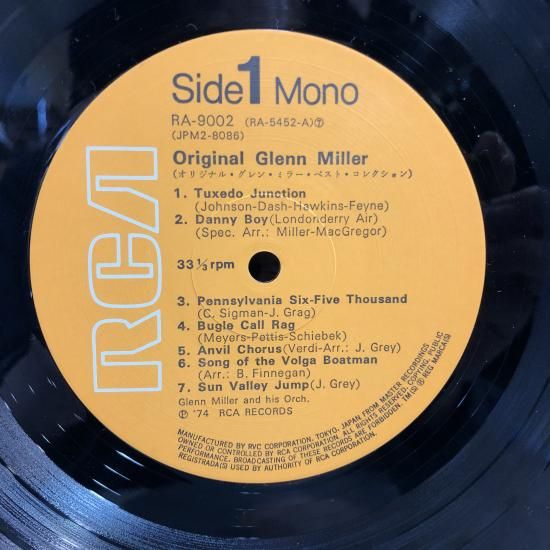 Side 1 Mono
RA-9002 (RA-5452-A)⑦
(JPM2-8086)
Original Glenn Miller
(オリジナル・グレン・ミラー・ベスト・コレクション)
1. Tuxedo Junction
(Johnson-Dash-Hawkins-Feyne)
2. Danny Boy(Londonderry Air)
(Spec. Arr.: Miller-MacGregor)
33⅓ rpm
3. Pennsylvania Six-Five Thousand
(C. Sigman-J. Grag)
4. Bugle Call Rag
(Meyers-Pettis-Schiebek)
5. Anvil Chorus(Verdi-Arr.: J. Grey)
6. Song of the Volga Boatman
(Arr.: B. Finnegan)
7. Sun Valley Jump(J. Grey)
Glenn Miller and his Orch.
Ⓟ '74 RCA RECORDS
RCA
MANUFACTURED BY RVC CORPORATION, TOKYO, JAPAN FROM MASTER RECORDINGS
OWNED OR CONTROLLED BY RCA CORPORATION. ALL RIGHTS RESERVED, COPYING, PUBLIC
PERFORMANCE, BROADCASTING OF THESE RECORDS ARE FORBIDDEN. TM(S) ® REG MARCA(S)
REGISTRADA(S) USED BY AUTHORITY OF RCA CORPORATION.